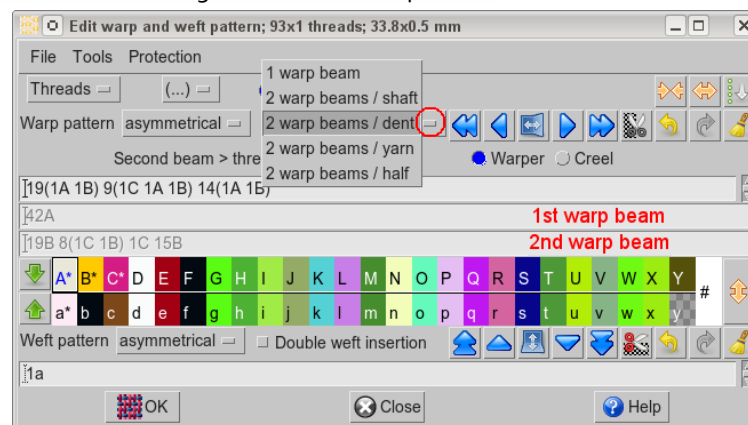 Edit warp and weft pattern; 93x1 threads; 33.8x0.5 mm
File Tools Protection
Threads (...)
1 warp beam
2 warp beams / shaft
2 warp beams / dent
2 warp beams / yarn
2 warp beams / half
Warp pattern asymmetrical
Second beam > thre
Warper Creel
19(1A 1B) 9(1C 1A 1B) 14(1A 1B)
42A 1st warp beam
19B 8(1C 1B) 1C 15B 2nd warp beam
A* B* C* D E F G H I J K L M N O P Q R S T U V W X Y #
a* b c d e f g h i j k l m n o p q r s t u v w x y
Weft pattern asymmetrical Double weft insertion
1a
OK Close Help